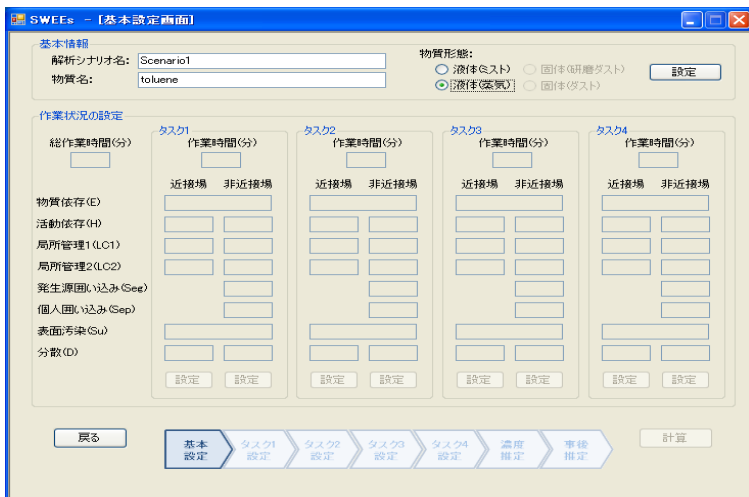 SWEEs - [基本設定画面]
基本情報
解析シナリオ名: Scenario1
物質名: toluene
物質形態:
液体(ミスト) 固体(研磨ダスト)
液体(蒸気) 固体(ダスト)
設定
作業状況の設定
総作業時間(分)
タスク1 タスク2 タスク3 タスク4
作業時間(分) 作業時間(分) 作業時間(分) 作業時間(分)
近接場 非近接場 近接場 非近接場 近接場 非近接場 近接場 非近接場
物質依存(E)
活動依存(H)
局所管理1(LC1)
局所管理2(LC2)
発生源囲い込み(Seg)
個人囲い込み(Sep)
表面汚染(Su)
分散(D)
設定 設定 設定 設定 設定 設定 設定 設定
戻る
基本
設定
タスク1
設定
タスク2
設定
タスク3
設定
タスク4
設定
濃度
推定
事後
推定
計算